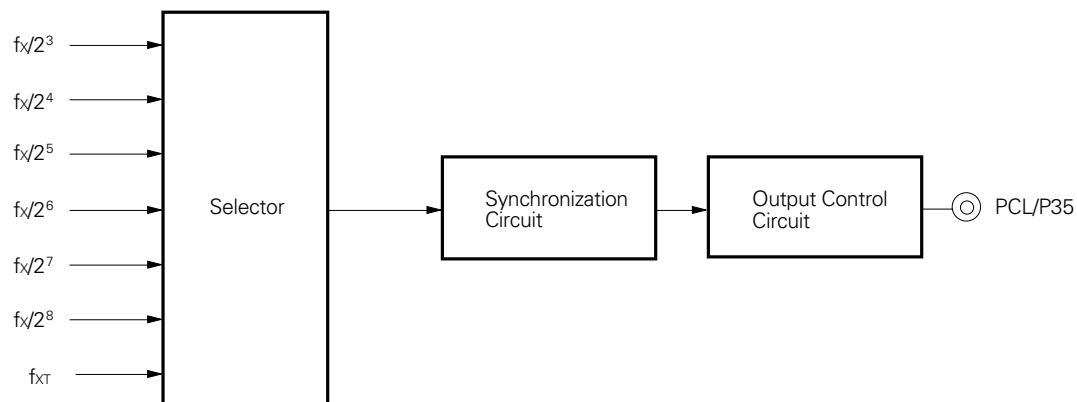 fX/2³
fX/2⁴
fX/2⁵
fX/2⁶
fX/2⁷
fX/2⁸
fXT
Selector
Synchronization
Circuit
Output Control
Circuit
PCL/P35